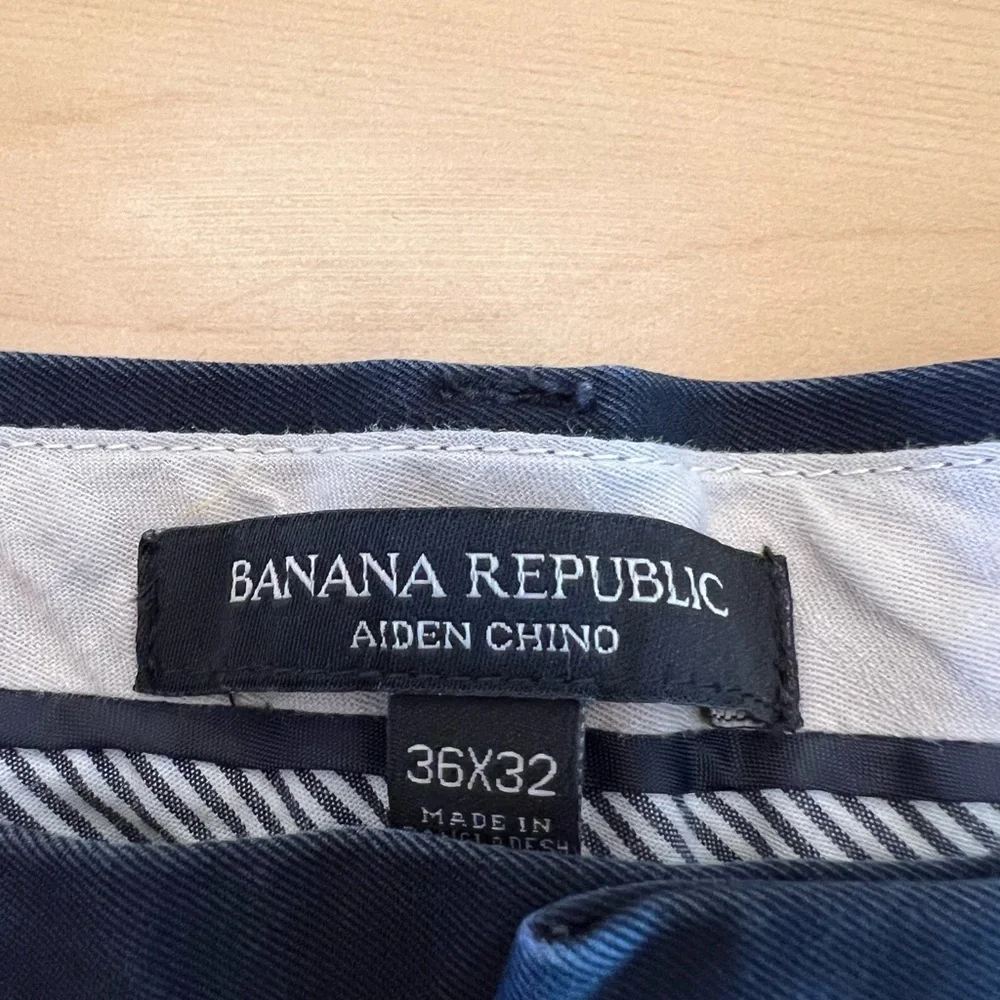 BANANA REPUBLIC
AIDEN CHINO
36X32
MADE IN
BANGLADESH